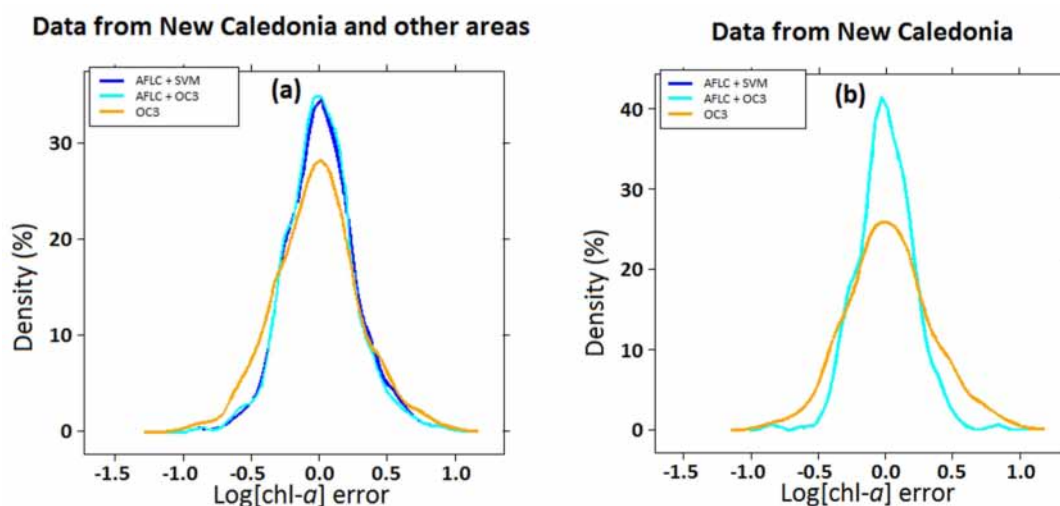 Data from New Caledonia and other areas
AFLC + SVM
AFLC + OC3
OC3
(a)
Density (%)
30
20
10
0
-1.5 -1.0 -0.5 0.0 0.5 1.0
Log[chl-a] error
Data from New Caledonia
AFLC + SVM
AFLC + OC3
OC3
(b)
Density (%)
40
30
20
10
0
-1.5 -1.0 -0.5 0.0 0.5 1.0
Log[chl-a] error